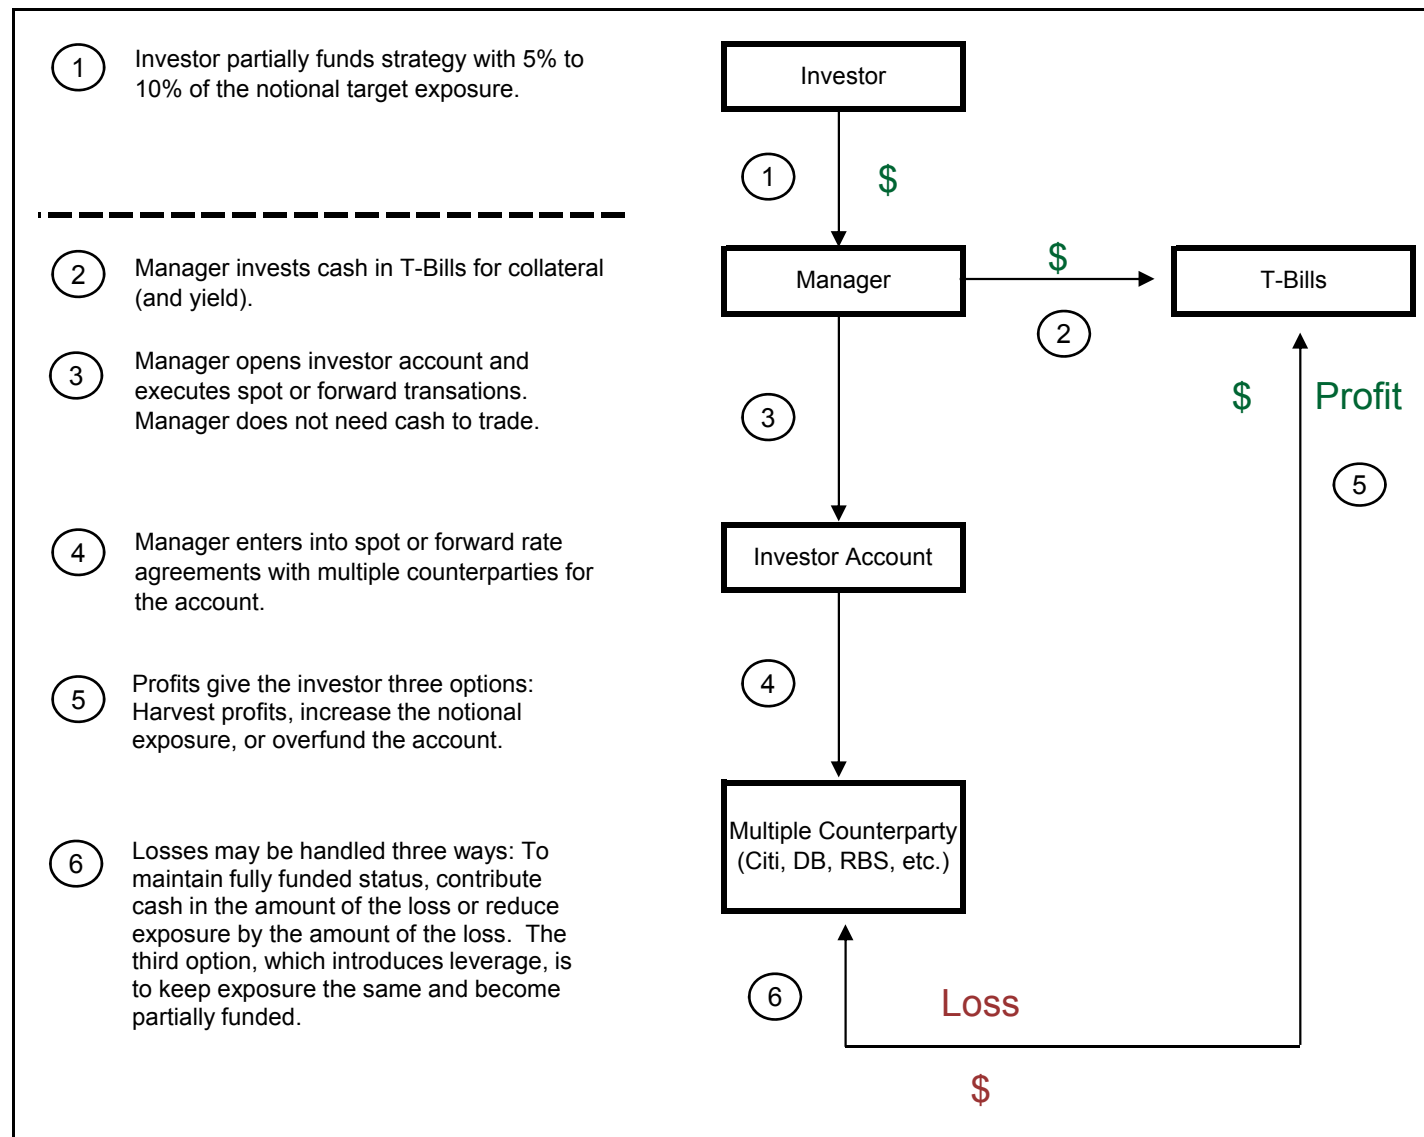 1
Investor partially funds strategy with 5% to
10% of the notional target exposure.
2
Manager invests cash in T-Bills for collateral
(and yield).
3
Manager opens investor account and
executes spot or forward transations.
Manager does not need cash to trade.
4
Manager enters into spot or forward rate
agreements with multiple counterparties for
the account.
5
Profits give the investor three options:
Harvest profits, increase the notional
exposure, or overfund the account.
6
Losses may be handled three ways: To
maintain fully funded status, contribute
cash in the amount of the loss or reduce
exposure by the amount of the loss.  The
third option, which introduces leverage, is
to keep exposure the same and become
partially funded.
Investor
1
$
Manager
$
2
T-Bills
3
$ Profit
5
Investor Account
4
Multiple Counterparty
(Citi, DB, RBS, etc.)
6
Loss
$